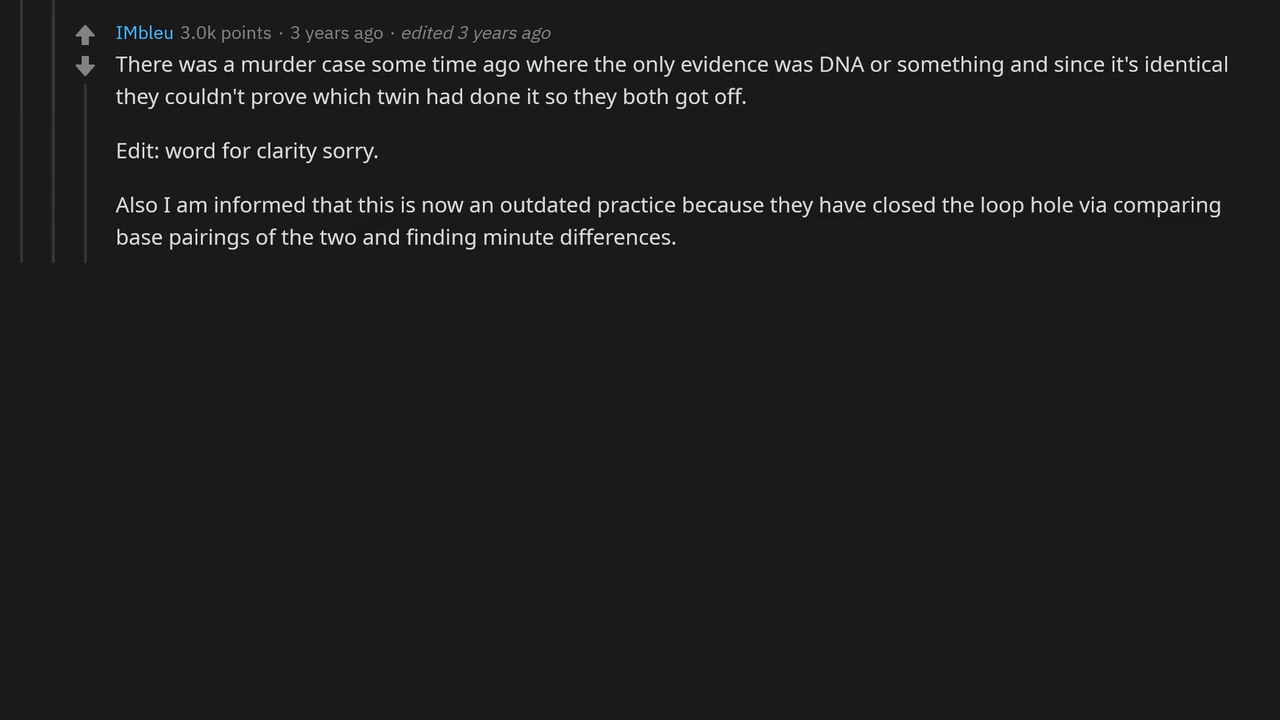 IMbleu 3.0k points · 3 years ago · edited 3 years ago
There was a murder case some time ago where the only evidence was DNA or something and since it's identical
they couldn't prove which twin had done it so they both got off.
Edit: word for clarity sorry.
Also I am informed that this is now an outdated practice because they have closed the loop hole via comparing
base pairings of the two and finding minute differences.